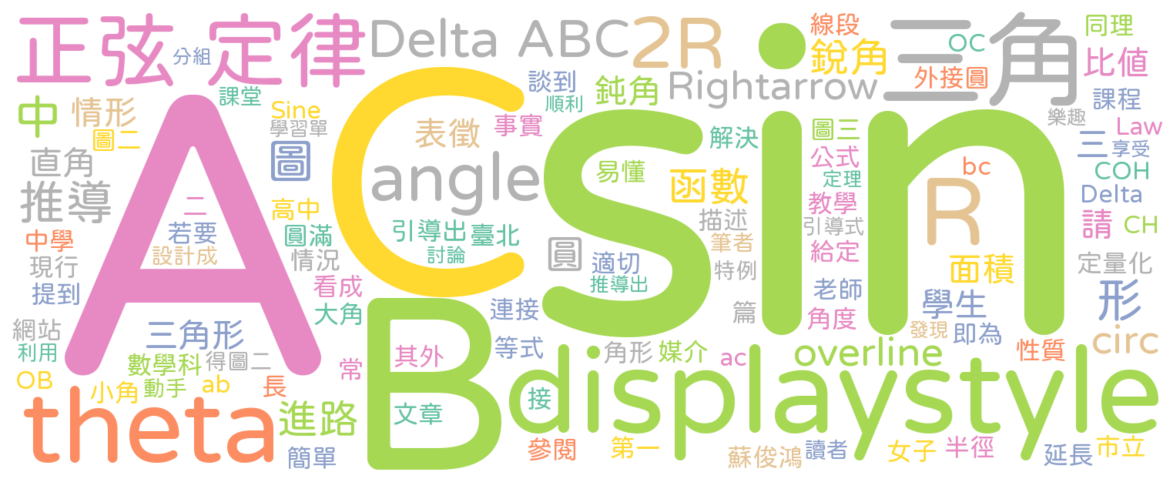 正弦 定律 Delta ABC 2R 三角 線段 同理
分組 談到 銳角 OC 比值
順利 鈍角 Rightarrow 外接圓
課堂 Sine 課程
A C sin
中 情形 學習單 表徵 事實 解決 圖三 樂趣 Law
圖二 圖 公式 三 享受
直角 angle 易懂 函數 定理 bc COH
推導 二 高中 描述 教學 R Delta
中學 若要 圓滿 引導出 臺北 圓 筆者 引導式 請 CH
現行 設計成 情況 討論 適切 特例 給定 面積 定量化
提到 看成 推導出 老師 學生 形
網站 三角形 大角 B 連接 篇 角度 發現 即為 circ
利用 數學科 得圖二 其外 等式 角形 媒介 ac overline 性質
OB 小角 動手 ab 長 常 displaystyle
theta 進路 文章 接
簡單 參閱 第一 蘇俊鴻 讀者 女子 半徑 延長 市立